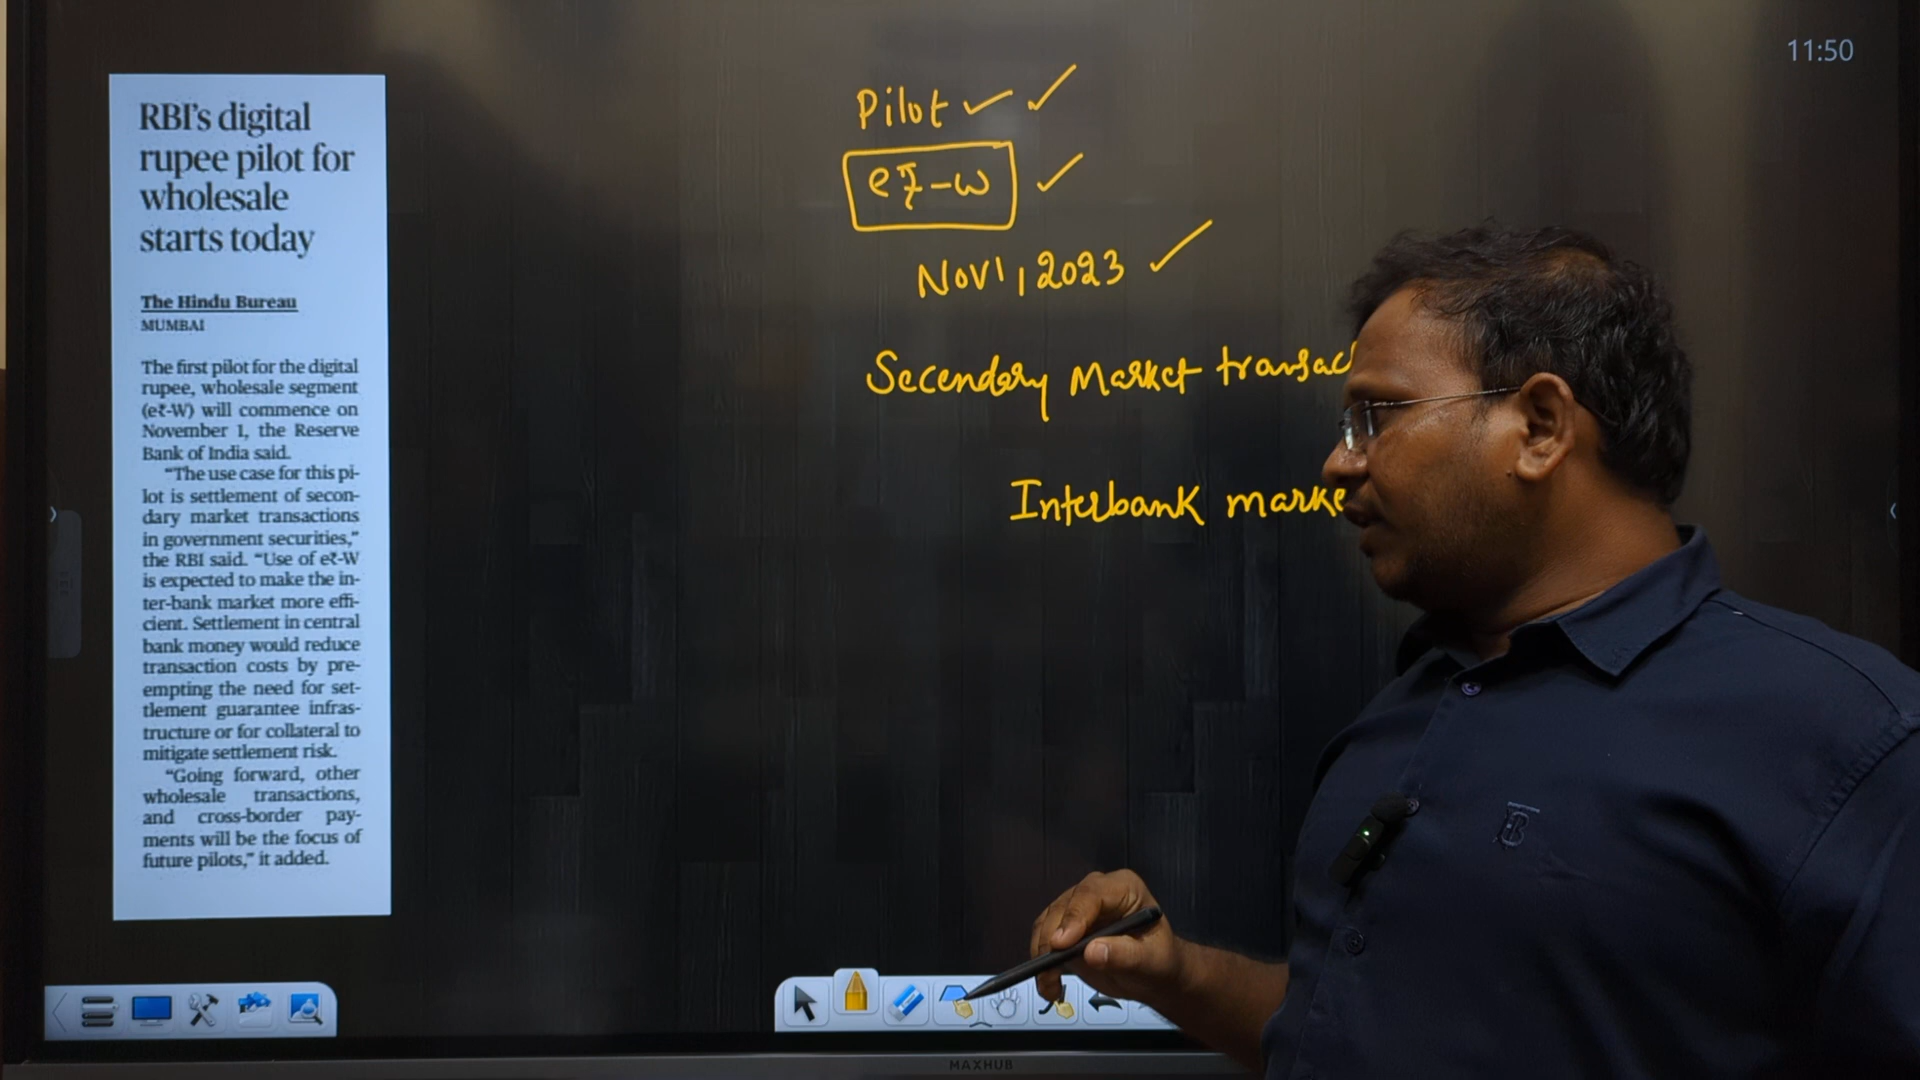 RBI's digital
rupee pilot for
wholesale
starts today
The Hindu Bureau
MUMBAI
The first pilot for the digital
rupee, wholesale segment
(e₹-W) will commence on
November 1, the Reserve
Bank of India said.
"The use case for this pi-
lot is settlement of secon-
dary market transactions
in government securities,"
the RBI said. "Use of e₹-W
is expected to make the in-
ter-bank market more effi-
cient. Settlement in central
bank money would reduce
transaction costs by pre-
empting the need for set-
tlement guarantee infras-
tructure or for collateral to
mitigate settlement risk.
"Going forward, other
wholesale transactions,
and cross-border pay-
ments will be the focus of
future pilots," it added.
11:50
Pilot ✓ ✓
e₹-W ✓
Nov 1, 2023 ✓
Secendary Market transac
Interbank marke
MAXHUB